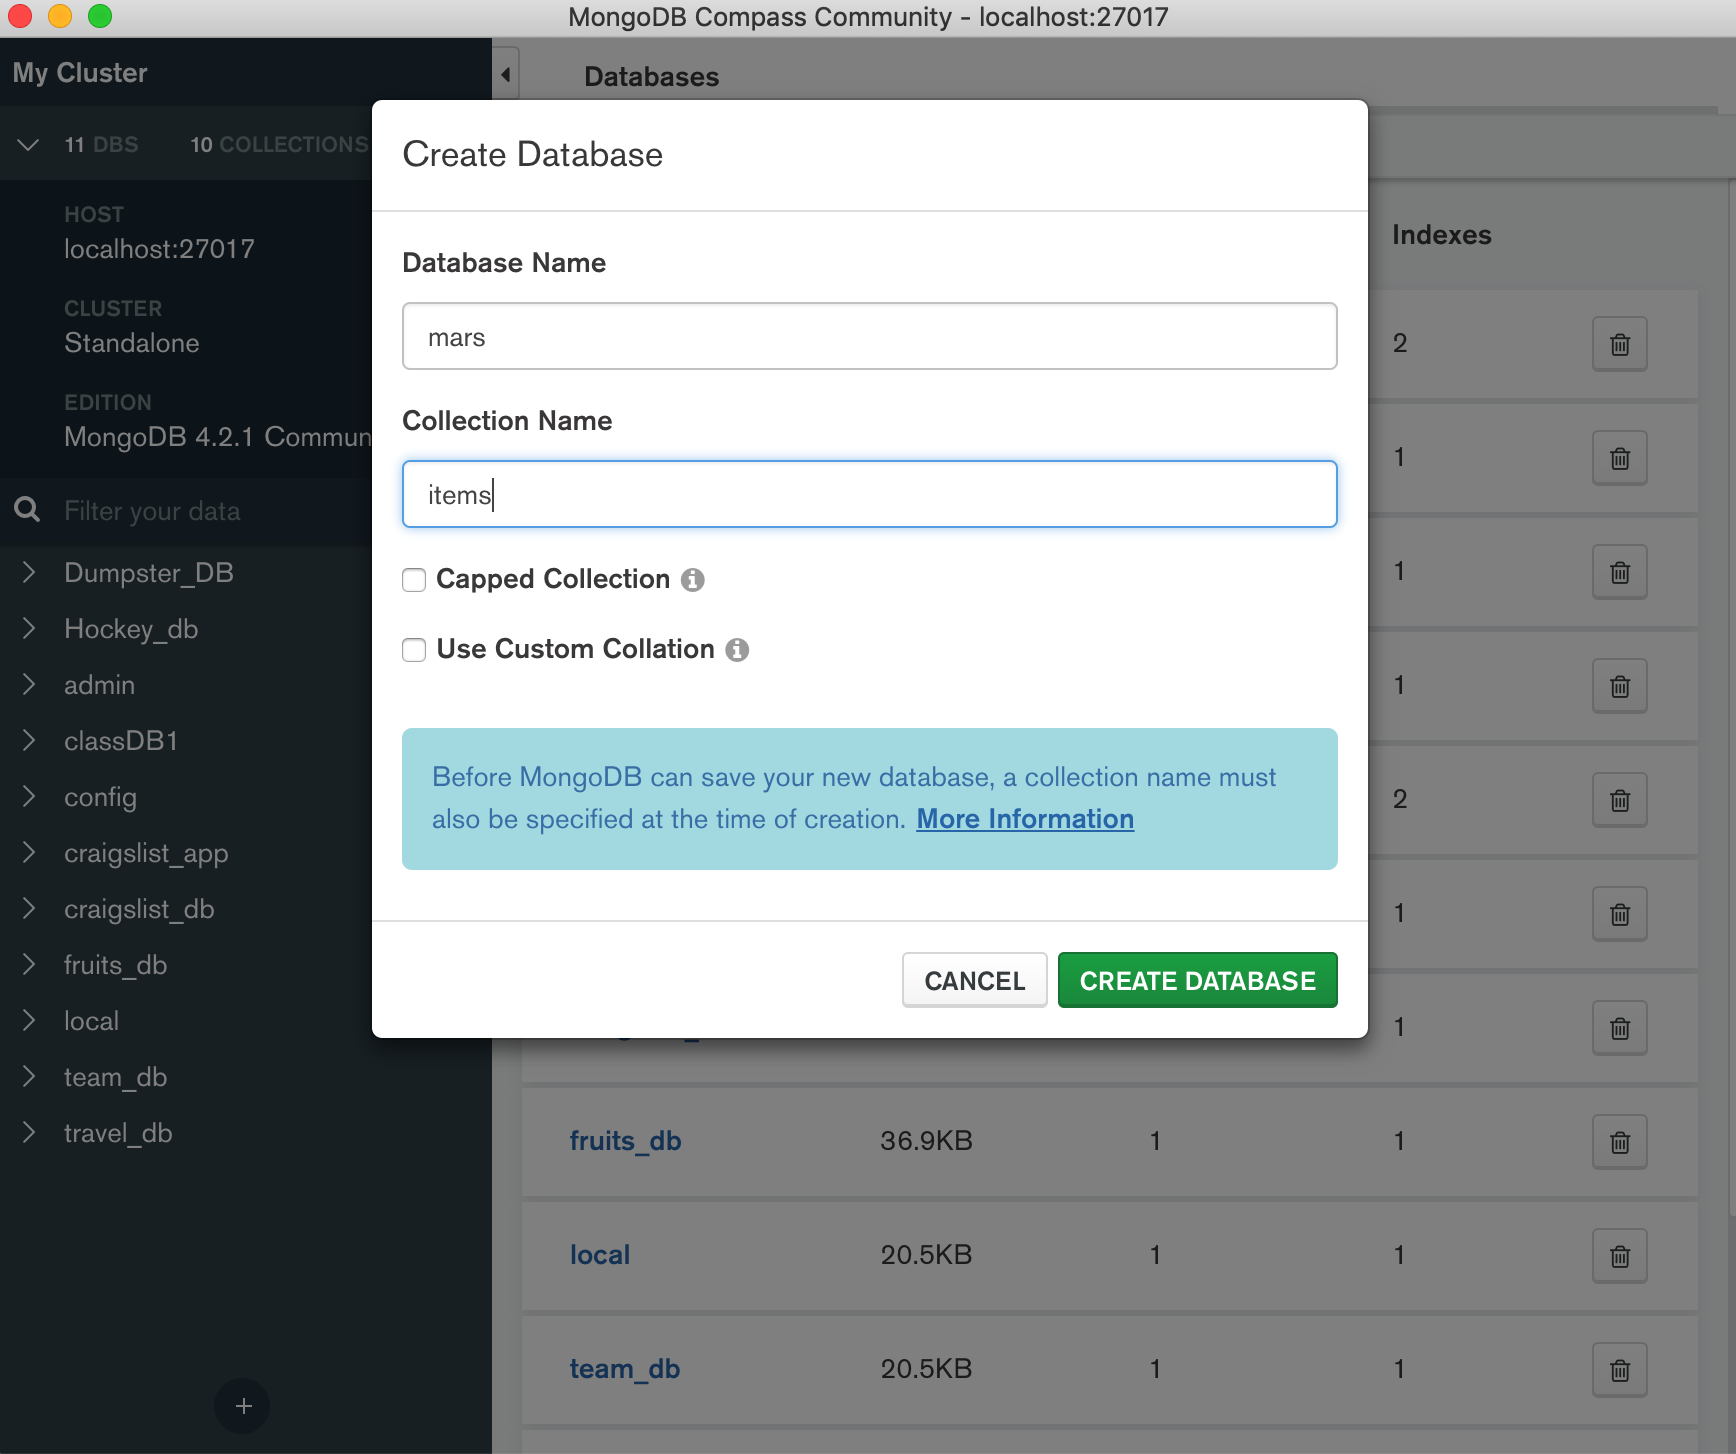 MongoDB Compass Community - localhost:27017
My Cluster
11 DBS 10 COLLECTIONS
HOST
localhost:27017
CLUSTER
Standalone
EDITION
MongoDB 4.2.1 Commun
Filter your data
Dumpster_DB
Hockey_db
admin
classDB1
config
craigslist_app
craigslist_db
fruits_db
local
team_db
travel_db
+
Databases
Create Database
Database Name
mars
Collection Name
items
Capped Collection
Use Custom Collation
Before MongoDB can save your new database, a collection name must
also be specified at the time of creation. More Information
CANCEL CREATE DATABASE
Indexes
2
1
1
1
2
1
1
fruits_db 36.9KB 1 1
local 20.5KB 1 1
team_db 20.5KB 1 1